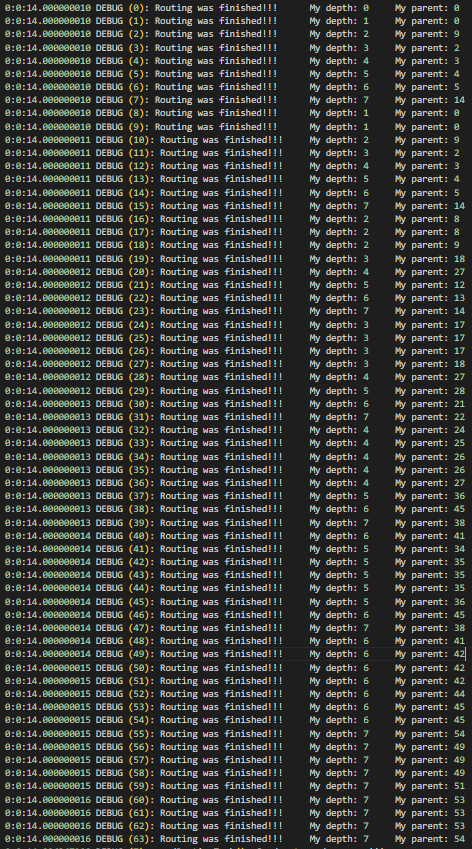 0:0:14.000000010 DEBUG (0): Routing was finished!!! My depth: 0 My parent: 0
0:0:14.000000010 DEBUG (1): Routing was finished!!! My depth: 1 My parent: 0
0:0:14.000000010 DEBUG (2): Routing was finished!!! My depth: 2 My parent: 9
0:0:14.000000010 DEBUG (3): Routing was finished!!! My depth: 3 My parent: 2
0:0:14.000000010 DEBUG (4): Routing was finished!!! My depth: 4 My parent: 3
0:0:14.000000010 DEBUG (5): Routing was finished!!! My depth: 5 My parent: 4
0:0:14.000000010 DEBUG (6): Routing was finished!!! My depth: 6 My parent: 5
0:0:14.000000010 DEBUG (7): Routing was finished!!! My depth: 7 My parent: 14
0:0:14.000000010 DEBUG (8): Routing was finished!!! My depth: 1 My parent: 0
0:0:14.000000010 DEBUG (9): Routing was finished!!! My depth: 1 My parent: 0
0:0:14.000000011 DEBUG (10): Routing was finished!!! My depth: 2 My parent: 9
0:0:14.000000011 DEBUG (11): Routing was finished!!! My depth: 3 My parent: 2
0:0:14.000000011 DEBUG (12): Routing was finished!!! My depth: 4 My parent: 3
0:0:14.000000011 DEBUG (13): Routing was finished!!! My depth: 5 My parent: 4
0:0:14.000000011 DEBUG (14): Routing was finished!!! My depth: 6 My parent: 5
0:0:14.000000011 DEBUG (15): Routing was finished!!! My depth: 7 My parent: 14
0:0:14.000000011 DEBUG (16): Routing was finished!!! My depth: 2 My parent: 8
0:0:14.000000011 DEBUG (17): Routing was finished!!! My depth: 2 My parent: 8
0:0:14.000000011 DEBUG (18): Routing was finished!!! My depth: 2 My parent: 9
0:0:14.000000011 DEBUG (19): Routing was finished!!! My depth: 3 My parent: 18
0:0:14.000000012 DEBUG (20): Routing was finished!!! My depth: 4 My parent: 27
0:0:14.000000012 DEBUG (21): Routing was finished!!! My depth: 5 My parent: 12
0:0:14.000000012 DEBUG (22): Routing was finished!!! My depth: 6 My parent: 13
0:0:14.000000012 DEBUG (23): Routing was finished!!! My depth: 7 My parent: 14
0:0:14.000000012 DEBUG (24): Routing was finished!!! My depth: 3 My parent: 17
0:0:14.000000012 DEBUG (25): Routing was finished!!! My depth: 3 My parent: 17
0:0:14.000000012 DEBUG (26): Routing was finished!!! My depth: 3 My parent: 17
0:0:14.000000012 DEBUG (27): Routing was finished!!! My depth: 3 My parent: 18
0:0:14.000000012 DEBUG (28): Routing was finished!!! My depth: 4 My parent: 27
0:0:14.000000012 DEBUG (29): Routing was finished!!! My depth: 5 My parent: 28
0:0:14.000000013 DEBUG (30): Routing was finished!!! My depth: 6 My parent: 21
0:0:14.000000013 DEBUG (31): Routing was finished!!! My depth: 7 My parent: 22
0:0:14.000000013 DEBUG (32): Routing was finished!!! My depth: 4 My parent: 24
0:0:14.000000013 DEBUG (33): Routing was finished!!! My depth: 4 My parent: 25
0:0:14.000000013 DEBUG (34): Routing was finished!!! My depth: 4 My parent: 26
0:0:14.000000013 DEBUG (35): Routing was finished!!! My depth: 4 My parent: 26
0:0:14.000000013 DEBUG (36): Routing was finished!!! My depth: 4 My parent: 27
0:0:14.000000013 DEBUG (37): Routing was finished!!! My depth: 5 My parent: 36
0:0:14.000000013 DEBUG (38): Routing was finished!!! My depth: 6 My parent: 45
0:0:14.000000013 DEBUG (39): Routing was finished!!! My depth: 7 My parent: 38
0:0:14.000000014 DEBUG (40): Routing was finished!!! My depth: 6 My parent: 41
0:0:14.000000014 DEBUG (41): Routing was finished!!! My depth: 5 My parent: 34
0:0:14.000000014 DEBUG (42): Routing was finished!!! My depth: 5 My parent: 35
0:0:14.000000014 DEBUG (43): Routing was finished!!! My depth: 5 My parent: 35
0:0:14.000000014 DEBUG (44): Routing was finished!!! My depth: 5 My parent: 35
0:0:14.000000014 DEBUG (45): Routing was finished!!! My depth: 5 My parent: 36
0:0:14.000000014 DEBUG (46): Routing was finished!!! My depth: 6 My parent: 45
0:0:14.000000014 DEBUG (47): Routing was finished!!! My depth: 7 My parent: 38
0:0:14.000000014 DEBUG (48): Routing was finished!!! My depth: 6 My parent: 41
0:0:14.000000014 DEBUG (49): Routing was finished!!! My depth: 6 My parent: 42
0:0:14.000000015 DEBUG (50): Routing was finished!!! My depth: 6 My parent: 42
0:0:14.000000015 DEBUG (51): Routing was finished!!! My depth: 6 My parent: 42
0:0:14.000000015 DEBUG (52): Routing was finished!!! My depth: 6 My parent: 44
0:0:14.000000015 DEBUG (53): Routing was finished!!! My depth: 6 My parent: 45
0:0:14.000000015 DEBUG (54): Routing was finished!!! My depth: 6 My parent: 45
0:0:14.000000015 DEBUG (55): Routing was finished!!! My depth: 7 My parent: 54
0:0:14.000000015 DEBUG (56): Routing was finished!!! My depth: 7 My parent: 49
0:0:14.000000015 DEBUG (57): Routing was finished!!! My depth: 7 My parent: 49
0:0:14.000000015 DEBUG (58): Routing was finished!!! My depth: 7 My parent: 49
0:0:14.000000015 DEBUG (59): Routing was finished!!! My depth: 7 My parent: 51
0:0:14.000000016 DEBUG (60): Routing was finished!!! My depth: 7 My parent: 53
0:0:14.000000016 DEBUG (61): Routing was finished!!! My depth: 7 My parent: 53
0:0:14.000000016 DEBUG (62): Routing was finished!!! My depth: 7 My parent: 53
0:0:14.000000016 DEBUG (63): Routing was finished!!! My depth: 7 My parent: 54